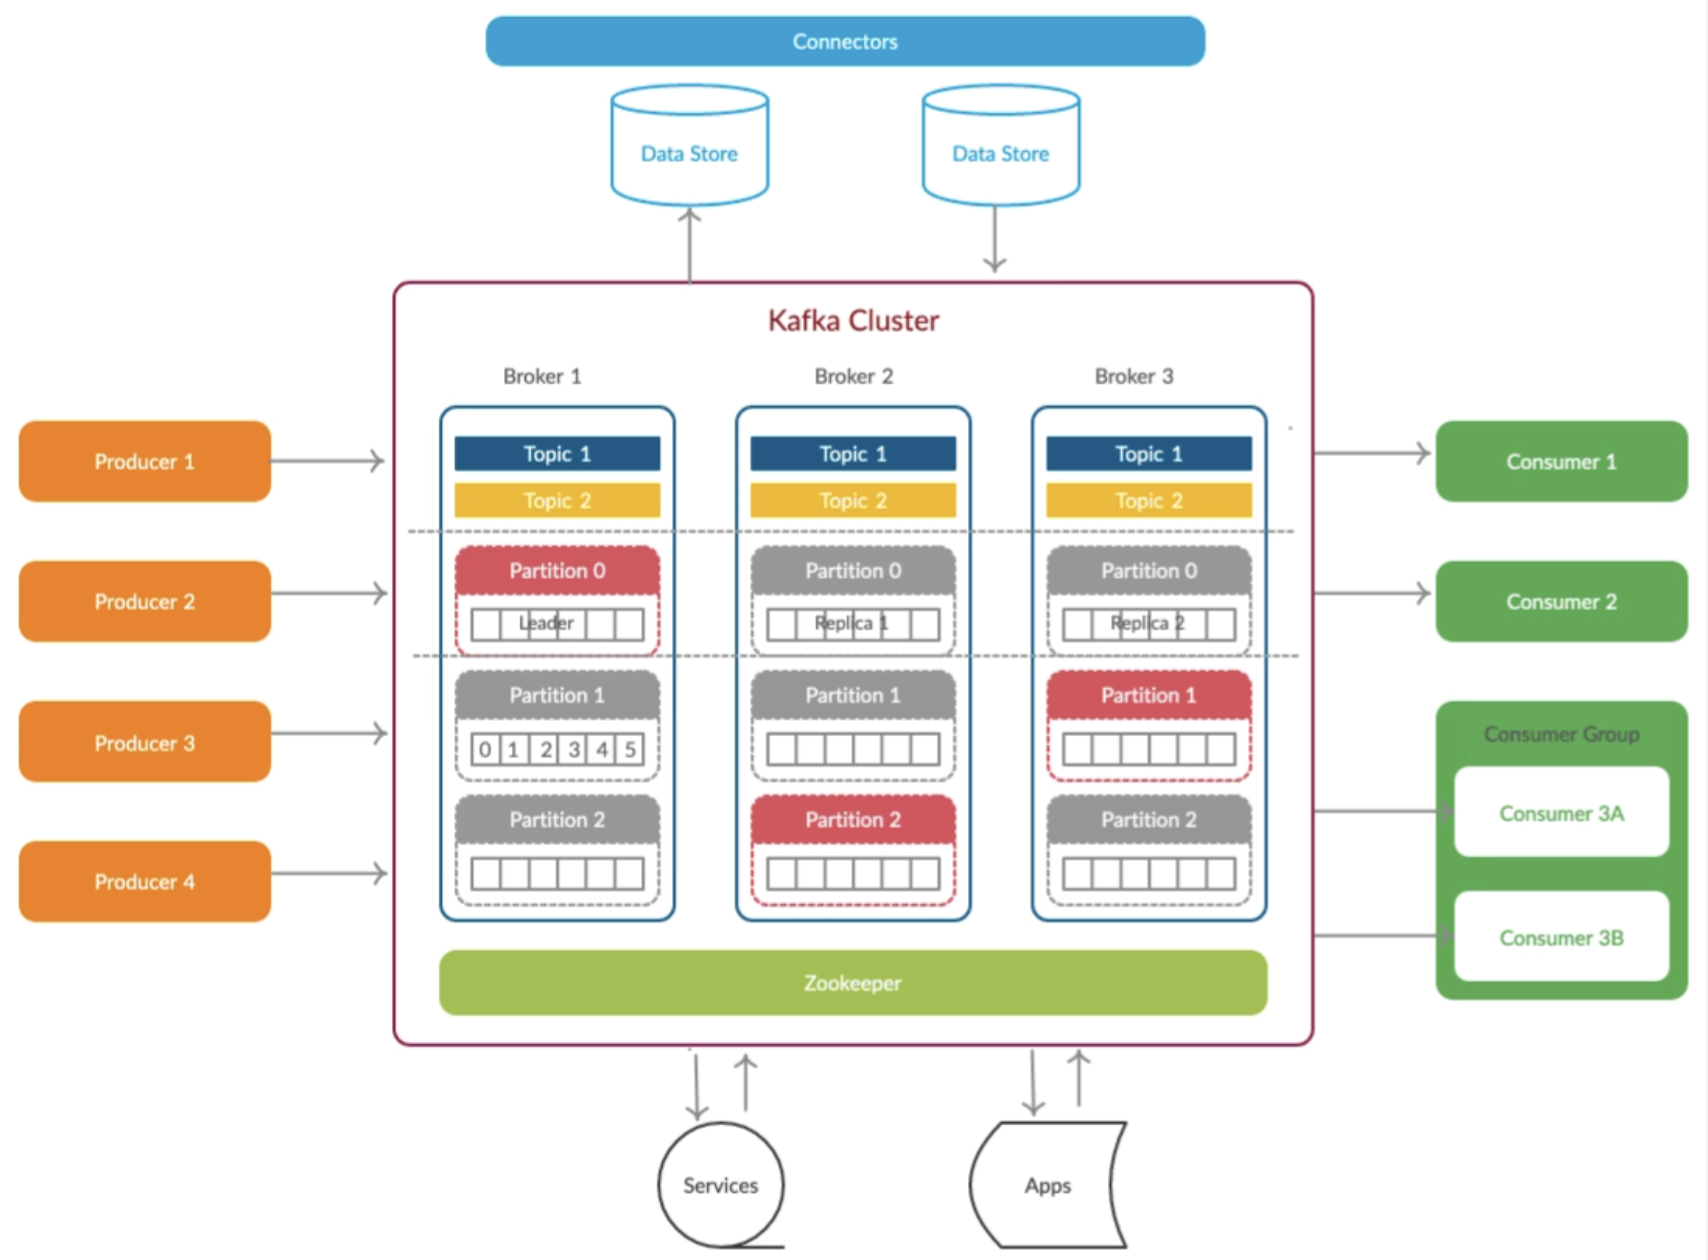 Connectors
Data Store Data Store
Kafka Cluster
Broker 1 Broker 2 Broker 3
Topic 1 Topic 1 Topic 1
Topic 2 Topic 2 Topic 2
Partition 0 Partition 0 Partition 0
Leader Replica 1 Replica 2
Partition 1 Partition 1 Partition 1
0 1 2 3 4 5
Partition 2 Partition 2 Partition 2
Zookeeper
Producer 1
Producer 2
Producer 3
Producer 4
Consumer 1
Consumer 2
Consumer Group
Consumer 3A
Consumer 3B
Services Apps